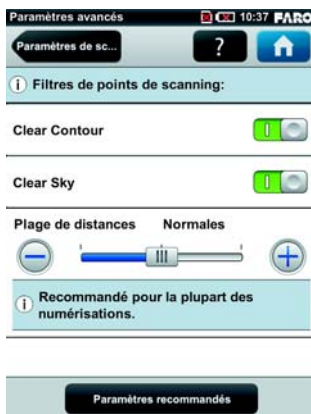 Paramètres avancés 10:37 FARO
Paramètres de sc... ?
i Filtres de points de scanning:
Clear Contour
Clear Sky
Plage de distances Normales
i Recommandé pour la plupart des
numérisations.
Paramètres recommandés